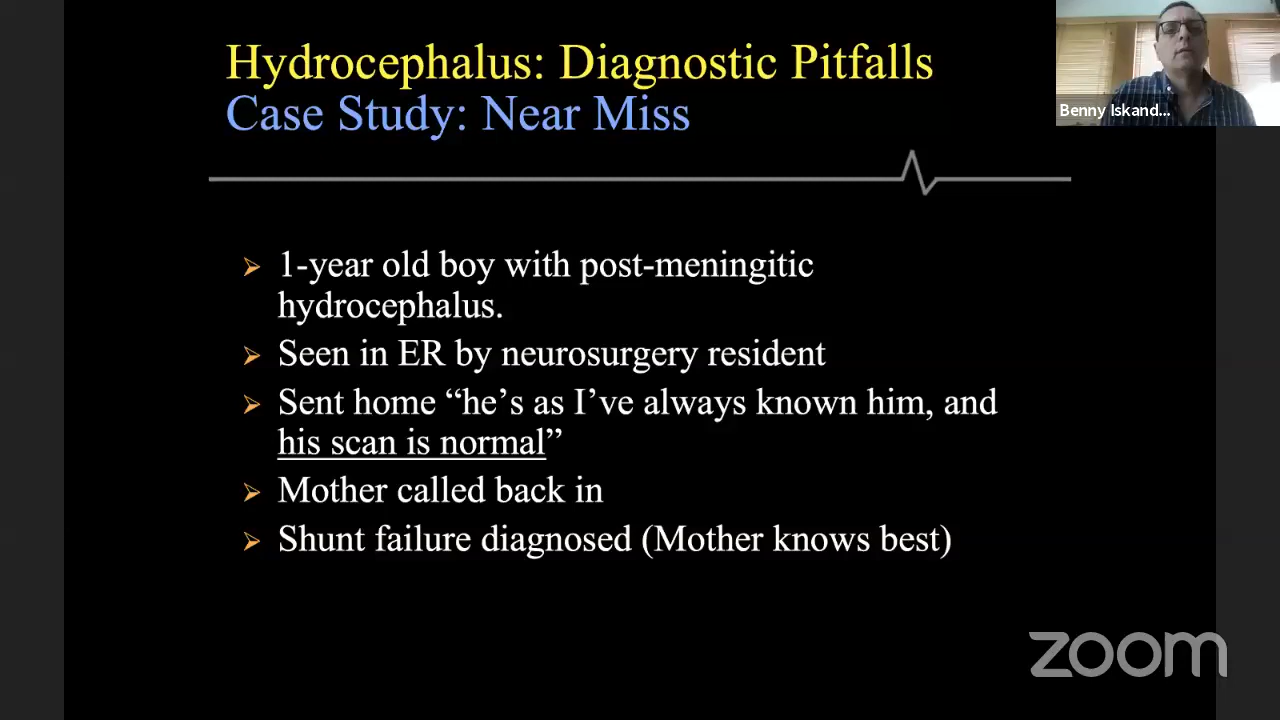 Hydrocephalus: Diagnostic Pitfalls
Case Study: Near Miss
Benny Iskand...
➢ 1-year old boy with post-meningitic
hydrocephalus.
➢ Seen in ER by neurosurgery resident
➢ Sent home “he’s as I’ve always known him, and
his scan is normal”
➢ Mother called back in
➢ Shunt failure diagnosed (Mother knows best)
zoom